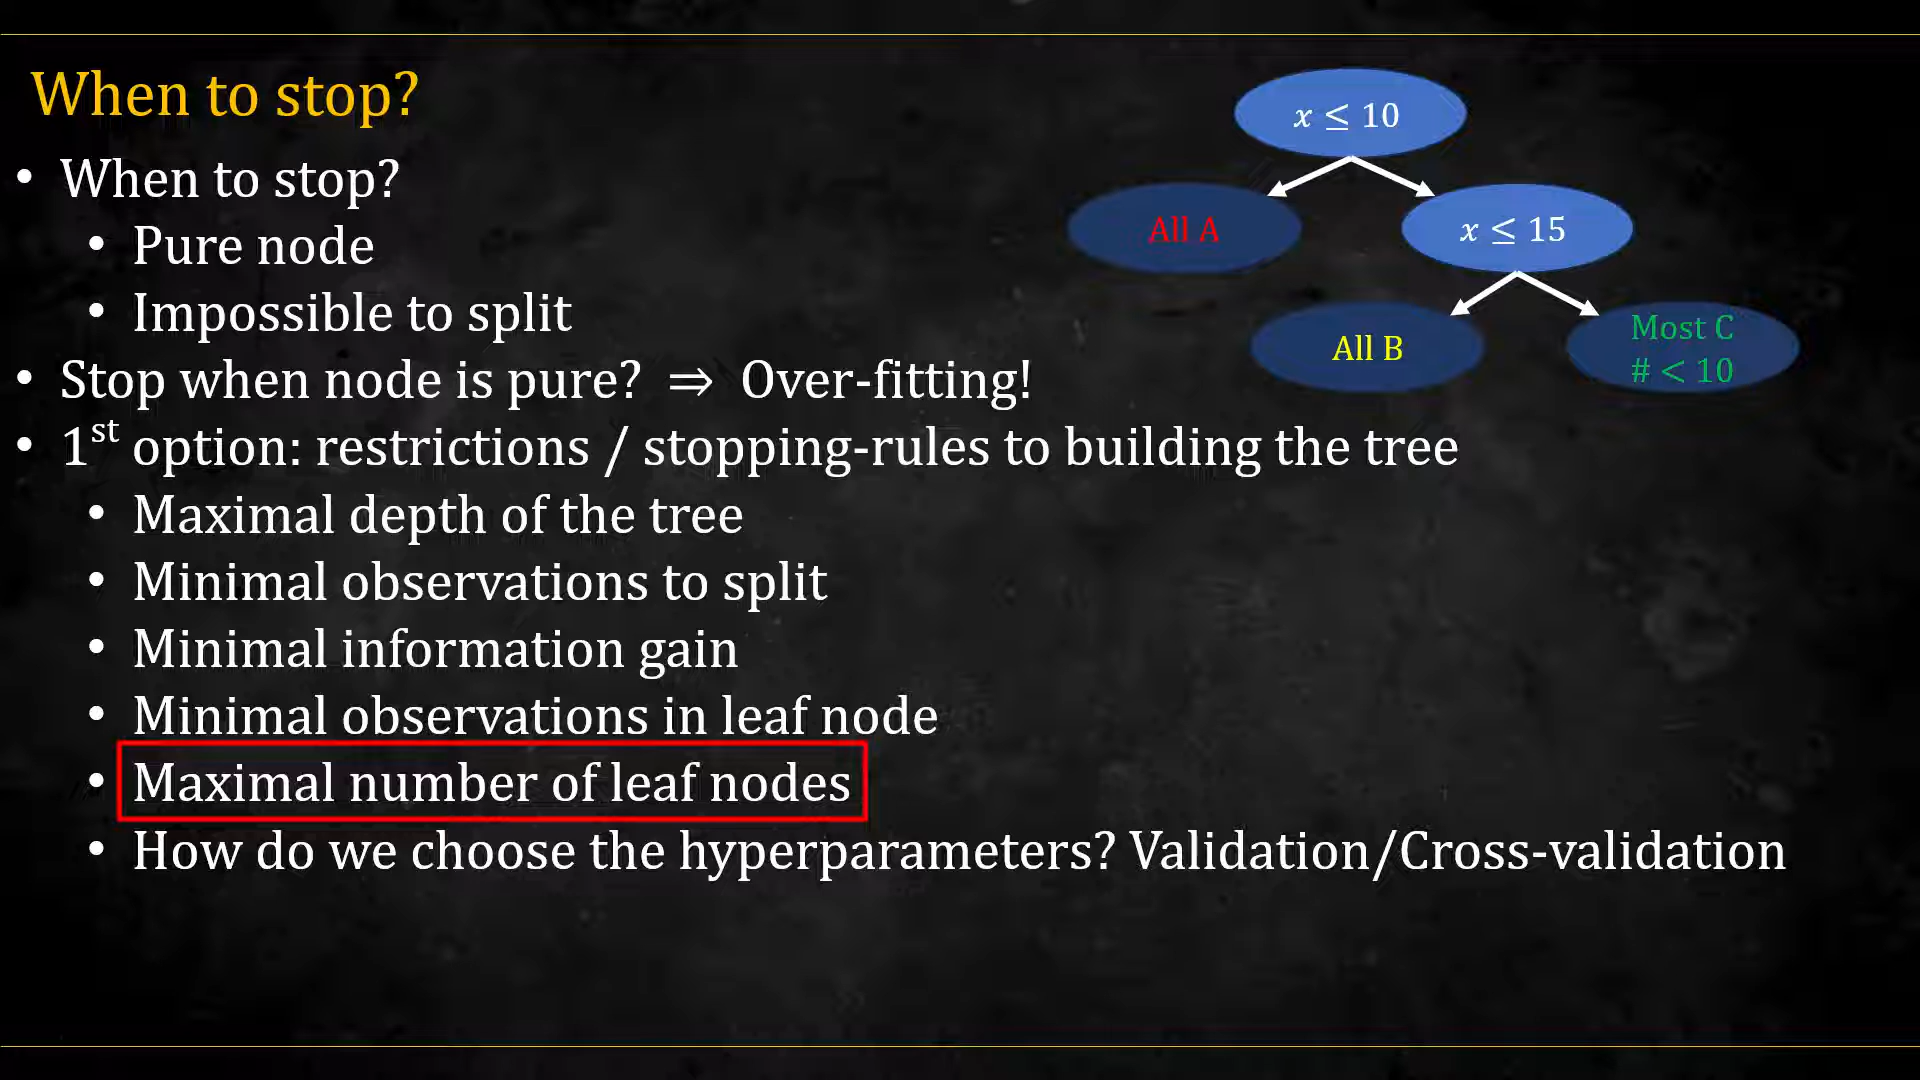 When to stop?
• When to stop?
• Pure node
• Impossible to split
• Stop when node is pure? ⇒ Over-fitting!
• 1st option: restrictions / stopping-rules to building the tree
• Maximal depth of the tree
• Minimal observations to split
• Minimal information gain
• Minimal observations in leaf node
• Maximal number of leaf nodes
• How do we choose the hyperparameters? Validation/Cross-validation
x ≤ 10
All A
x ≤ 15
All B
Most C
# < 10